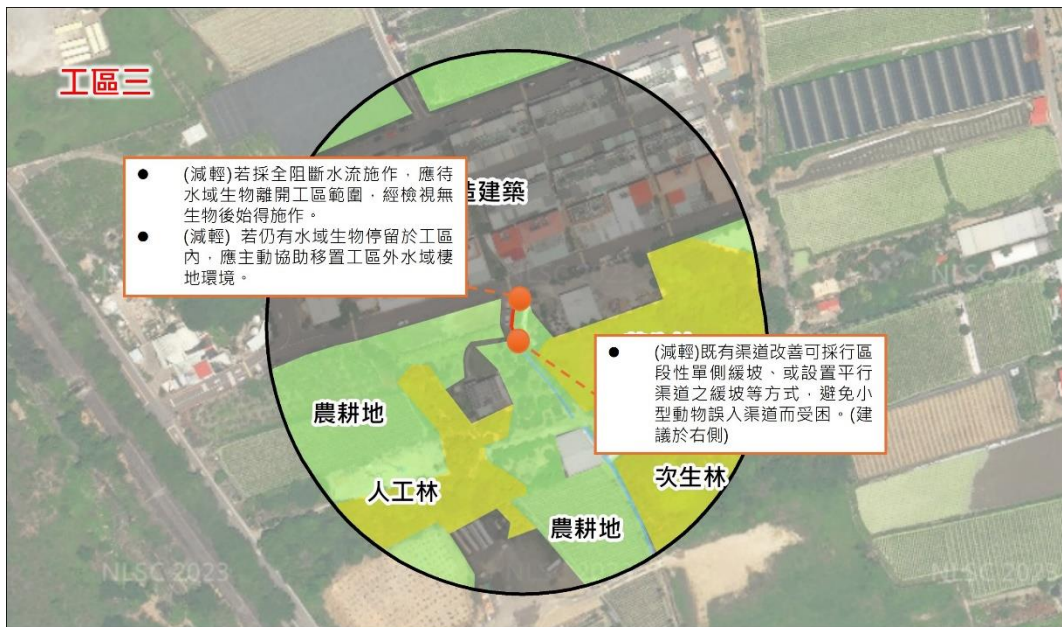 工區三
● (減輕)若採全阻斷水流施作，應待
水域生物離開工區範圍，經檢視無
生物後始得施作。
● (減輕) 若仍有水域生物停留於工區
內，應主動協助移置工區外水域棲
地環境。
造建築
● (減輕)既有渠道改善可採行區
段性單側緩坡、或設置平行
渠道之緩坡等方式，避免小
型動物誤入渠道而受困。(建
議於右側)
農耕地
人工林
次生林
農耕地
NLSC 2023
NLSC 2023